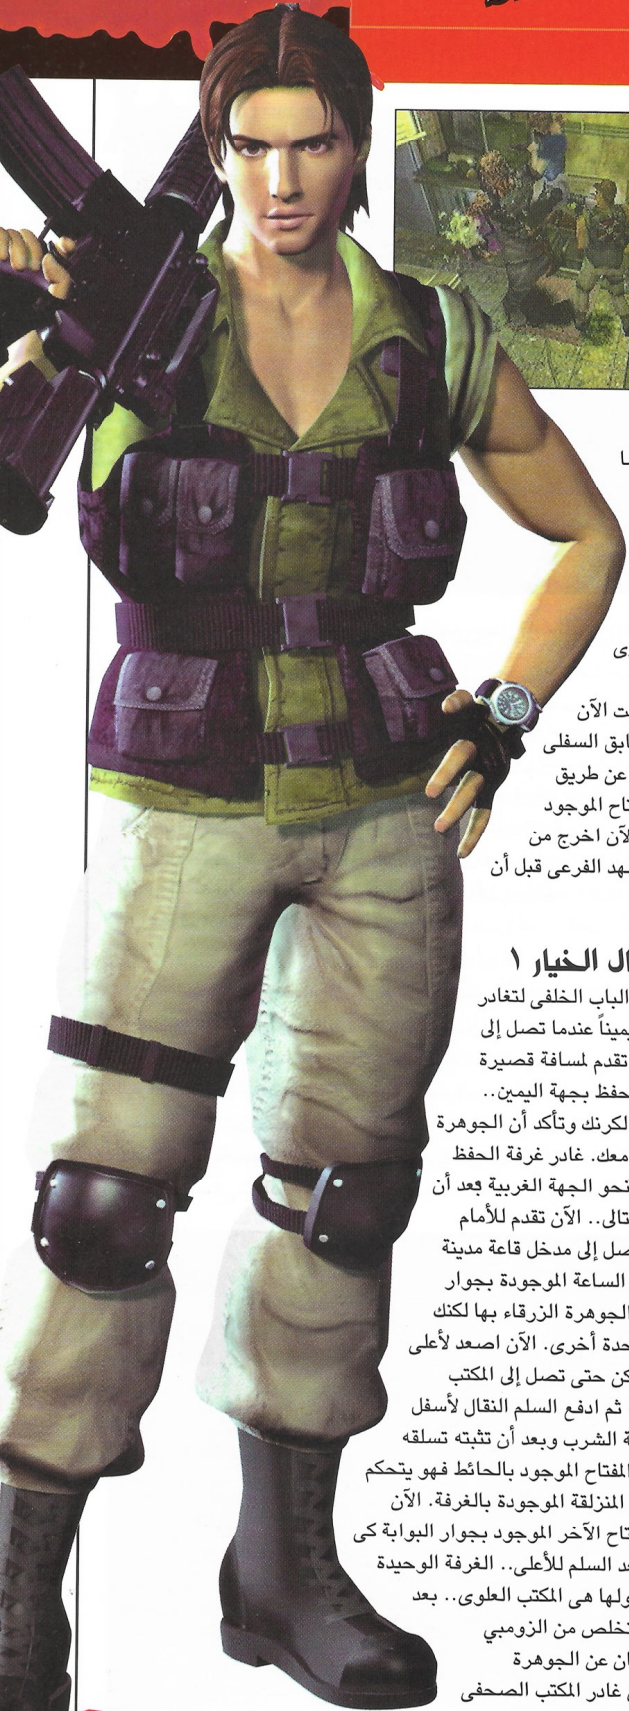 ت الآن
ابق السفلى
عن طريق
تاح الموجود
لآن اخرج من
هد الفرعى قبل أن
ال الخيار ١
الباب الخلفى لتغادر
يميناً عندما تصل إلى
تقدم لمسافة قصيرة
حفظ بجهة اليمين..
لكرنك وتأكد أن الجوهرة
معك. غادر غرفة الحفظ
نحو الجهة الغربية فعد أن
تالى.. الآن تقدم للأمام
صل إلى مدخل قاعة مدينة
الساعة الموجودة بجوار
الجوهرة الزرقاء بها لكنك
حدة أخرى. الآن اصعد لأعلى
كن حتى تصل إلى المكتب
ثم ادفع السلم النقال لأسفل
ة الشرب وبعد أن تثبته تسلقه
المفتاح الموجود بالحائط فهو يتحكم
المنزلقة الموجودة بالغرفة. الآن
تاح الآخر الموجود بجوار البوابة كى
عد السلم للأعلى.. الغرفة الوحيدة
ولها هى المكتب العلوى.. بعد
تخلص من الزومبي
ان عن الجوهرة
غادر المكتب الصحفى